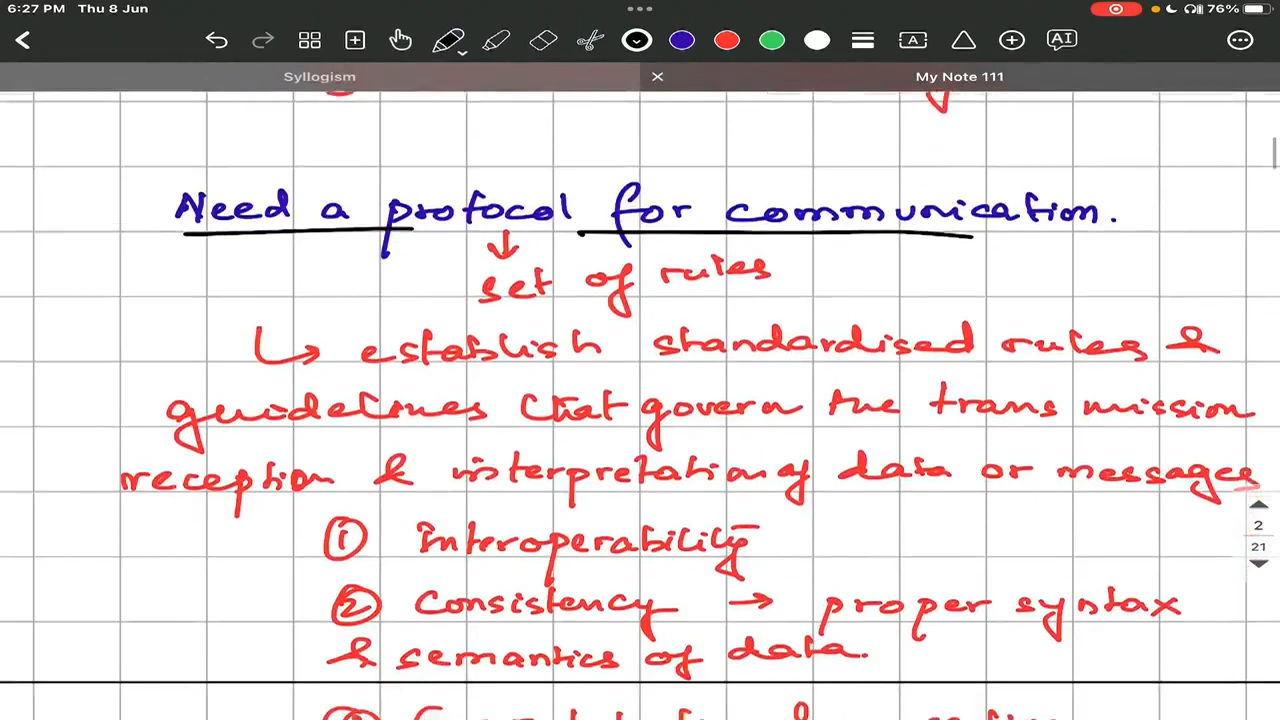 6:27 PM Thu 8 Jun
76%
A
AI
Syllogism
My Note 111
Need a protocol for communication.
set of rules
establish standardised rules &
guidelines that govern the transmission
reception & interpretation of data or messages
① Interoperability
② Consistency → proper syntax
& semantics of data.
2
21